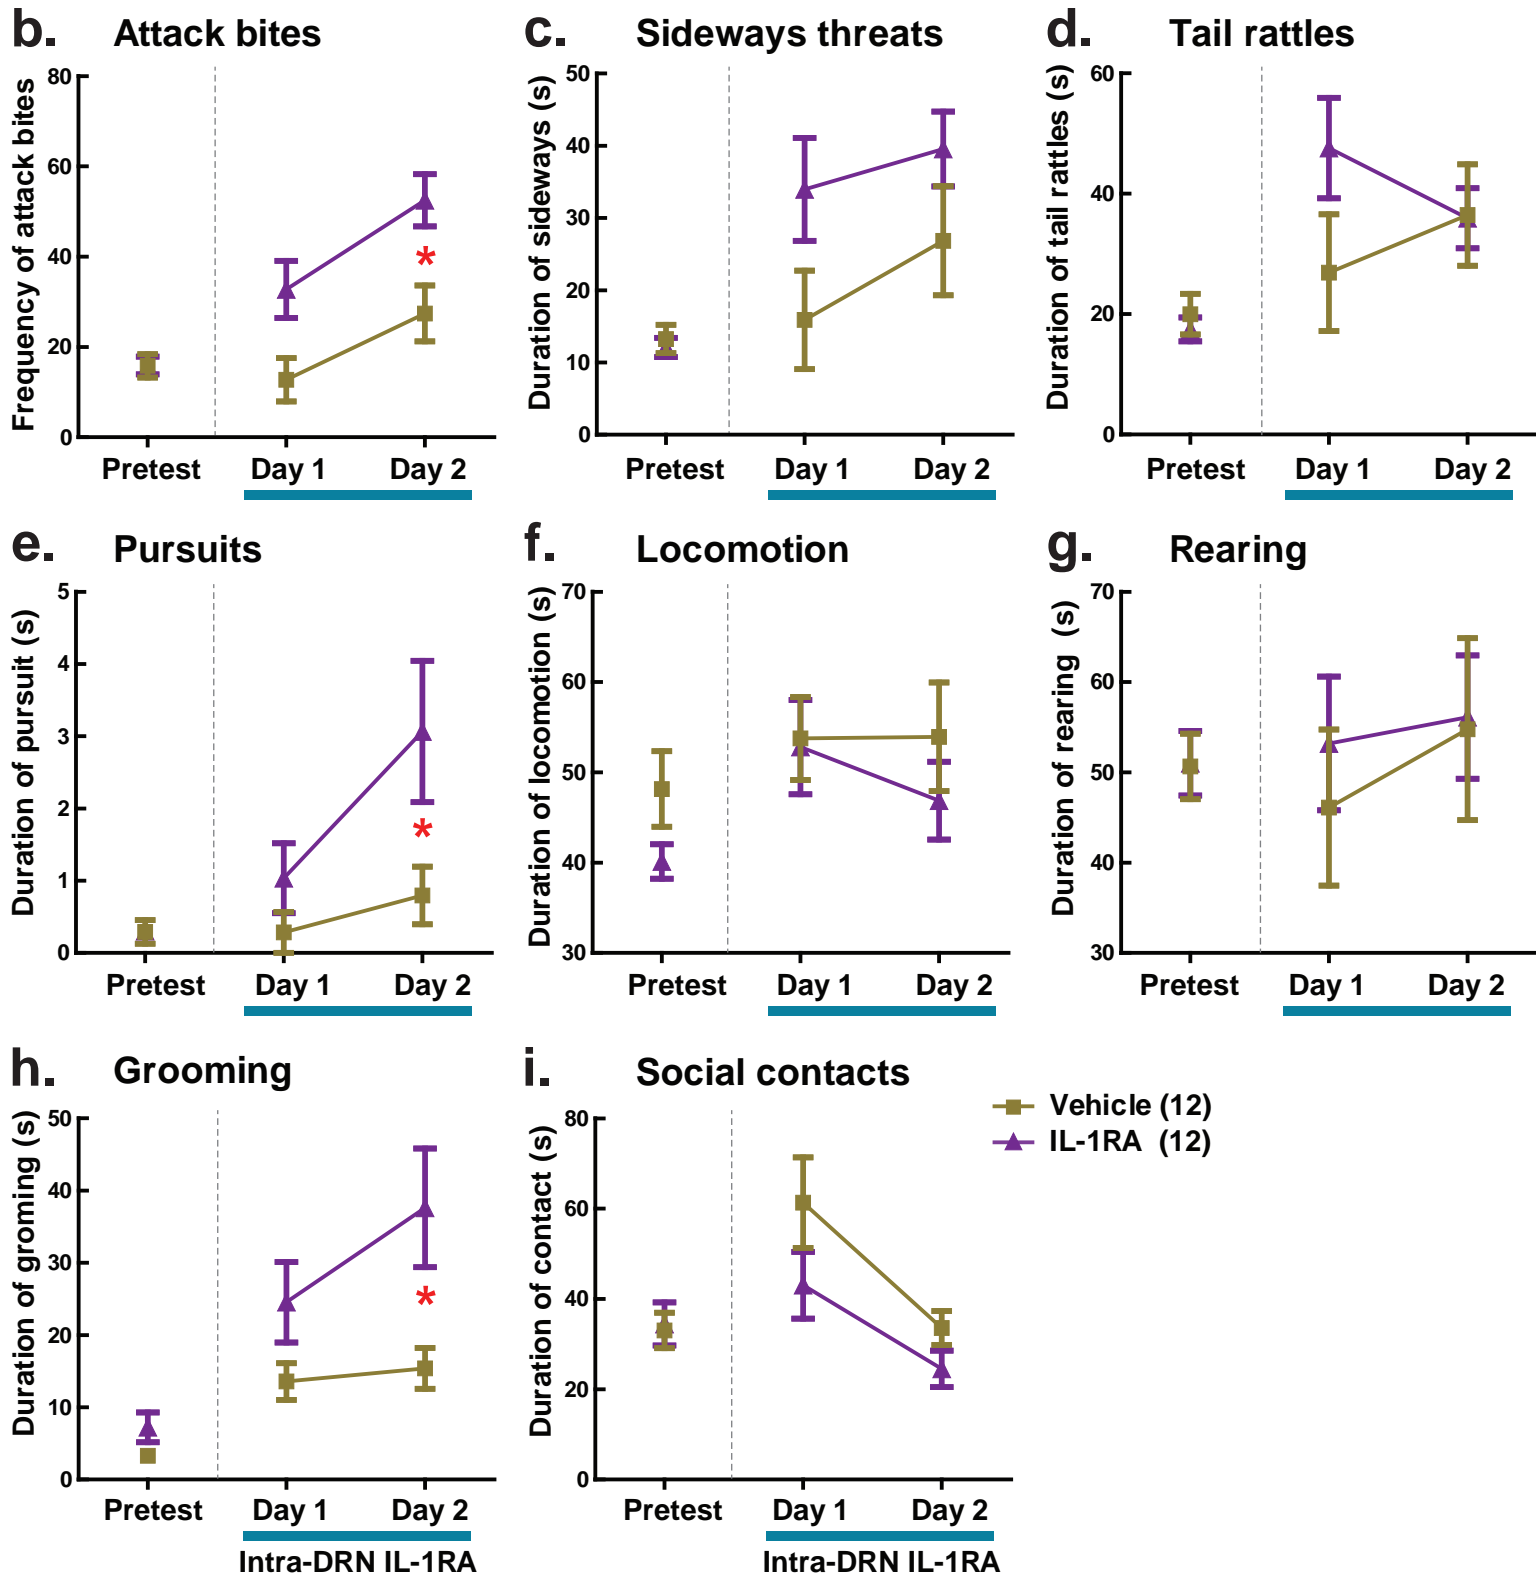 b. Attack bites
Frequency of attack bites
80
60
40
20
0
*
Pretest Day 1 Day 2
c. Sideways threats
Duration of sideways (s)
50
40
30
20
10
0
Pretest Day 1 Day 2
d. Tail rattles
Duration of tail rattles (s)
60
40
20
0
Pretest Day 1 Day 2
e. Pursuits
Duration of pursuit (s)
5
4
3
2
1
0
*
Pretest Day 1 Day 2
f. Locomotion
Duration of locomotion (s)
70
60
50
40
30
Pretest Day 1 Day 2
g. Rearing
Duration of rearing (s)
70
60
50
40
30
Pretest Day 1 Day 2
h. Grooming
Duration of groming (s)
50
40
30
20
10
0
*
Pretest Day 1 Day 2
Intra-DRN IL-1RA
i. Social contacts
Duration of contact (s)
80
60
40
20
0
Pretest Day 1 Day 2
Intra-DRN IL-1RA
Vehicle (12)
IL-1RA (12)